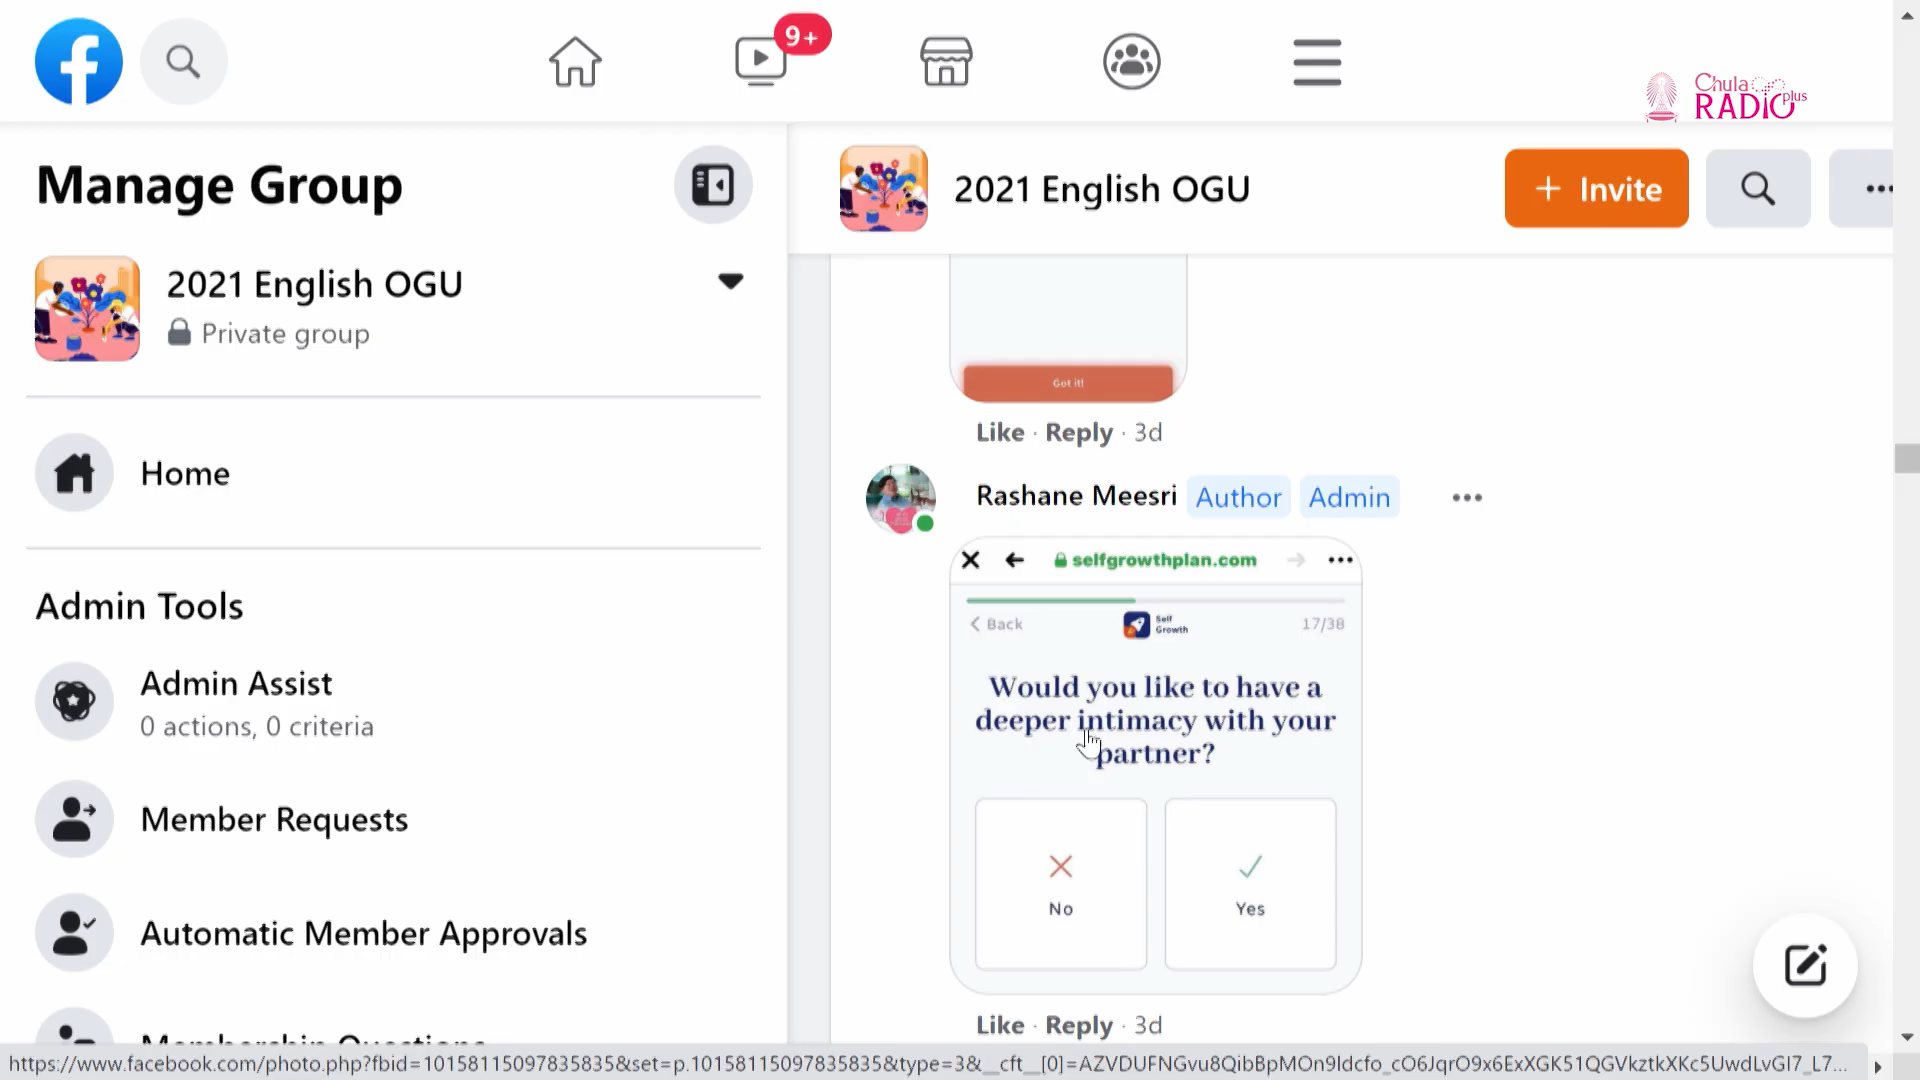 9+
Chula
RADIO plus
Manage Group
2021 English OGU
Private group
Home
Admin Tools
Admin Assist
0 actions, 0 criteria
Member Requests
Automatic Member Approvals
Membership Questions
2021 English OGU
+ Invite
Got it!
Like · Reply · 3d
Rashane Meesri Author Admin
selfgrowthplan.com
Back
Self
Growth
17/38
Would you like to have a
deeper intimacy with your
partner?
No
Yes
Like · Reply · 3d
https://www.facebook.com/photo.php?fbid=10158115097835835&set=p.10158115097835835&type=3&__cft__[0]=AZVDUFNGvu8QibBpMOn9ldcfo_cO6JqrO9x6ExXGK51QGVkztkXKc5UwdLvGI7_L7...